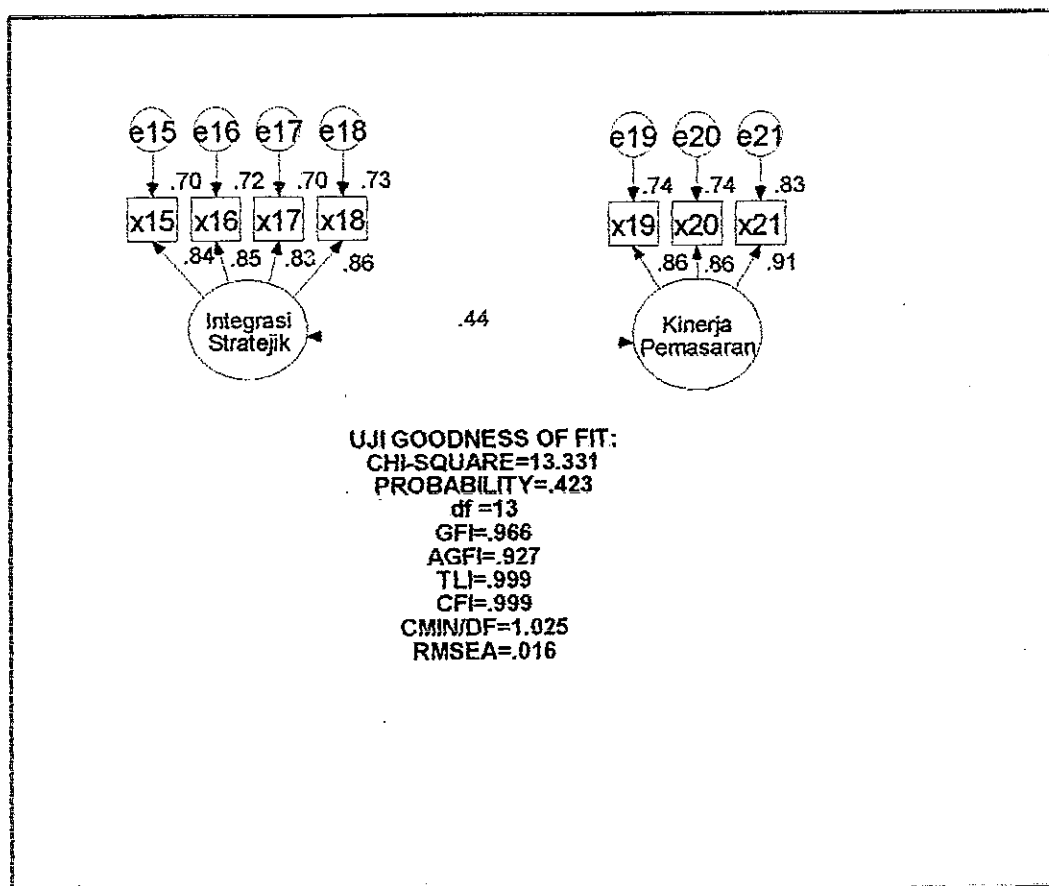 e15 e16 e17 e18 e19 e20 e21
.70 .72 .70 .73 .74 .74 .83
x15 x16 x17 x18 x19 x20 x21
.84 .85 .83 .86 .86 .86 .91
Integrasi
Stratejik
.44
Kinerja
Pemasaran
UJI GOODNESS OF FIT:
CHI-SQUARE=13.331
PROBABILITY=.423
df =13
GFI=.966
AGFI=.927
TLI=.999
CFI=.999
CMIN/DF=1.025
RMSEA=.016